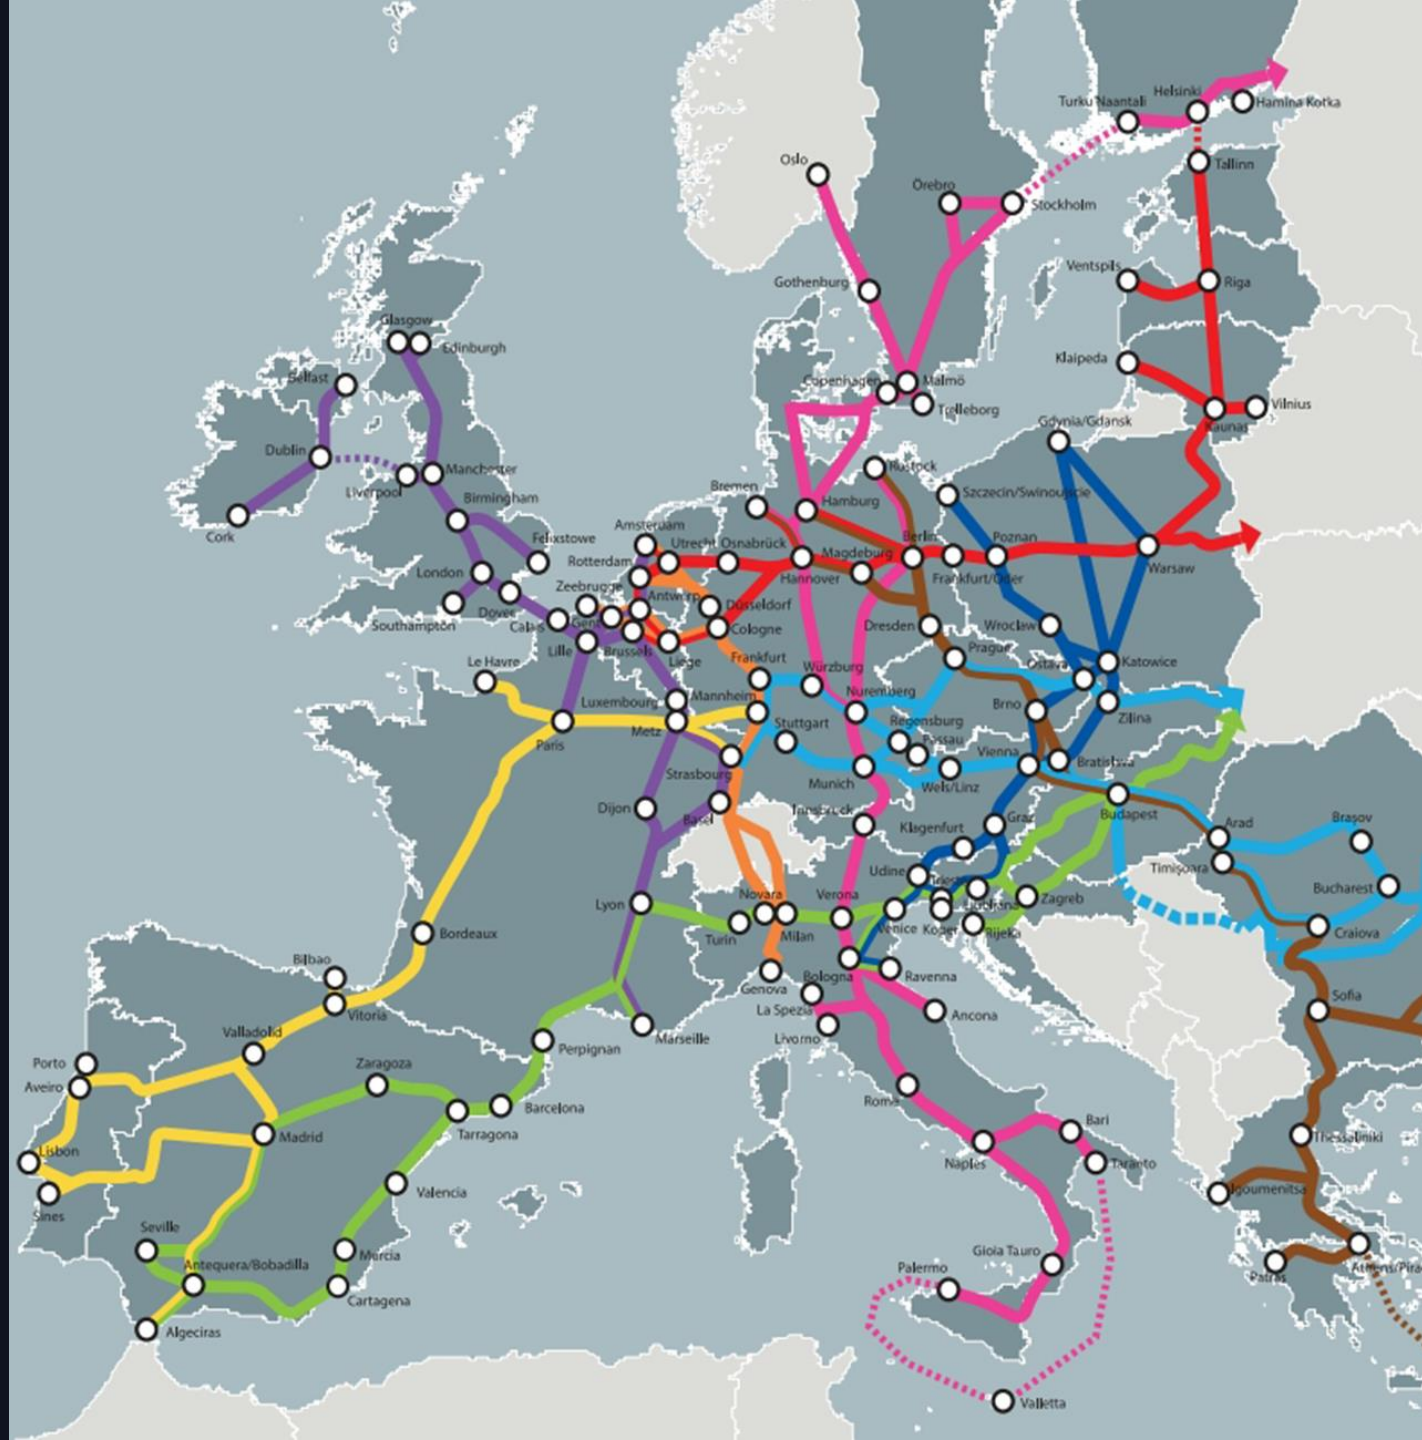 Helsinki
Turku Naantali
Hamina Kotka
Oslo
Tallinn
Örebro
Stockholm
Ventspils
Riga
Gothenburg
Glasgow
Edinburgh
Klaipeda
Belfast
Copenhagen
Malmö
Trelleborg
Vilnius
Gdynia/Gdansk
Kaunas
Dublin
Manchester
Rostock
Liverpool
Bremen
Szczecin/Swinoujscie
Birmingham
Hamburg
Cork
Amsterdam
Felixstowe
Utrecht
Osnabrück
Berlin
Poznan
Rotterdam
Magdeburg
Warsaw
London
Hannover
Frankfurt/Oder
Zeebrugge
Antwerp
Düsseldorf
Dover
Southampton
Calais
Gent
Cologne
Dresden
Wroclaw
Lille
Brussels
Liege
Frankfurt
Prague
Ostava
Katowice
Le Havre
Würzburg
Luxembourg
Mannheim
Nuremberg
Brno
Zilina
Metz
Stuttgart
Regensburg
Paris
Passau
Vienna
Bratislava
Strasbourg
Munich
Wels/Linz
Dijon
Basel
Innsbruck
Klagenfurt
Graz
Budapest
Arad
Braşov
Udine
Timişoara
Novara
Verona
Bucharest
Lyon
Ljubljana
Zagreb
Bordeaux
Turin
Milan
Venice
Koper
Rijeka
Craiova
Bilbao
Genova
Bologna
Ravenna
Sofia
Vitoria
La Spezia
Ancona
Valladolid
Livorno
Marseille
Perpignan
Porto
Zaragoza
Aveiro
Roma
Barcelona
Bari
Madrid
Tarragona
Thessaliniki
Lisbon
Naples
Taranto
Valencia
Igoumenitsa
Sines
Seville
Murcia
Gioia Tauro
Antequera/Bobadilla
Palermo
Patras
Cartagena
Algeciras
Valletta